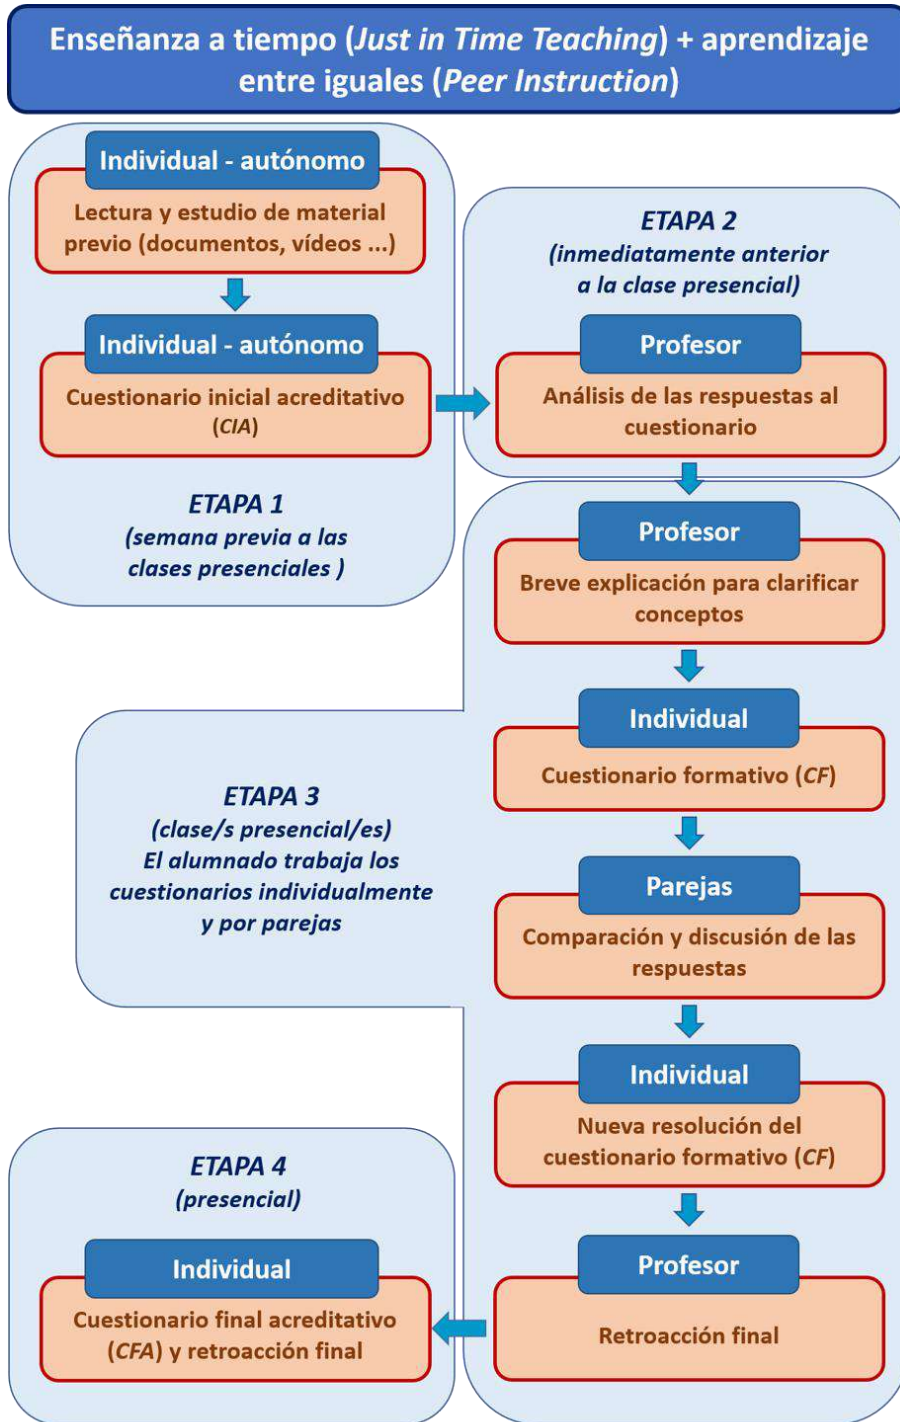 Enseñanza a tiempo (Just in Time Teaching) + aprendizaje
entre iguales (Peer Instruction)
Individual - autónomo
Lectura y estudio de material
previo (documentos, vídeos ...)
Individual - autónomo
Cuestionario inicial acreditativo
(CIA)
ETAPA 1
(semana previa a las
clases presenciales )
ETAPA 2
(inmediatamente anterior
a la clase presencial)
Profesor
Análisis de las respuestas al
cuestionario
Profesor
Breve explicación para clarificar
conceptos
Individual
Cuestionario formativo (CF)
ETAPA 3
(clase/s presencial/es)
El alumnado trabaja los
cuestionarios individualmente
y por parejas
Parejas
Comparación y discusión de las
respuestas
Individual
Nueva resolución del
cuestionario formativo (CF)
Profesor
Retroacción final
ETAPA 4
(presencial)
Individual
Cuestionario final acreditativo
(CFA) y retroacción final